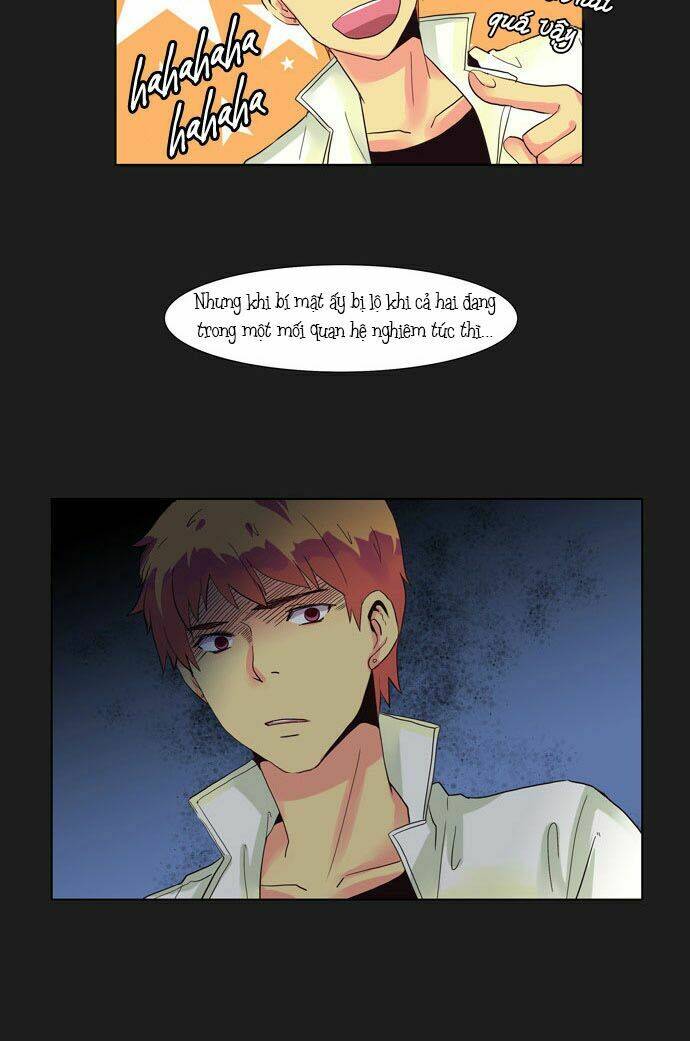 quá vậy
hahahaha
hahaha
Nhưng khi bí mật ấy bị lộ khi cả hai đang
trong một mối quan hệ nghiêm túc thì...